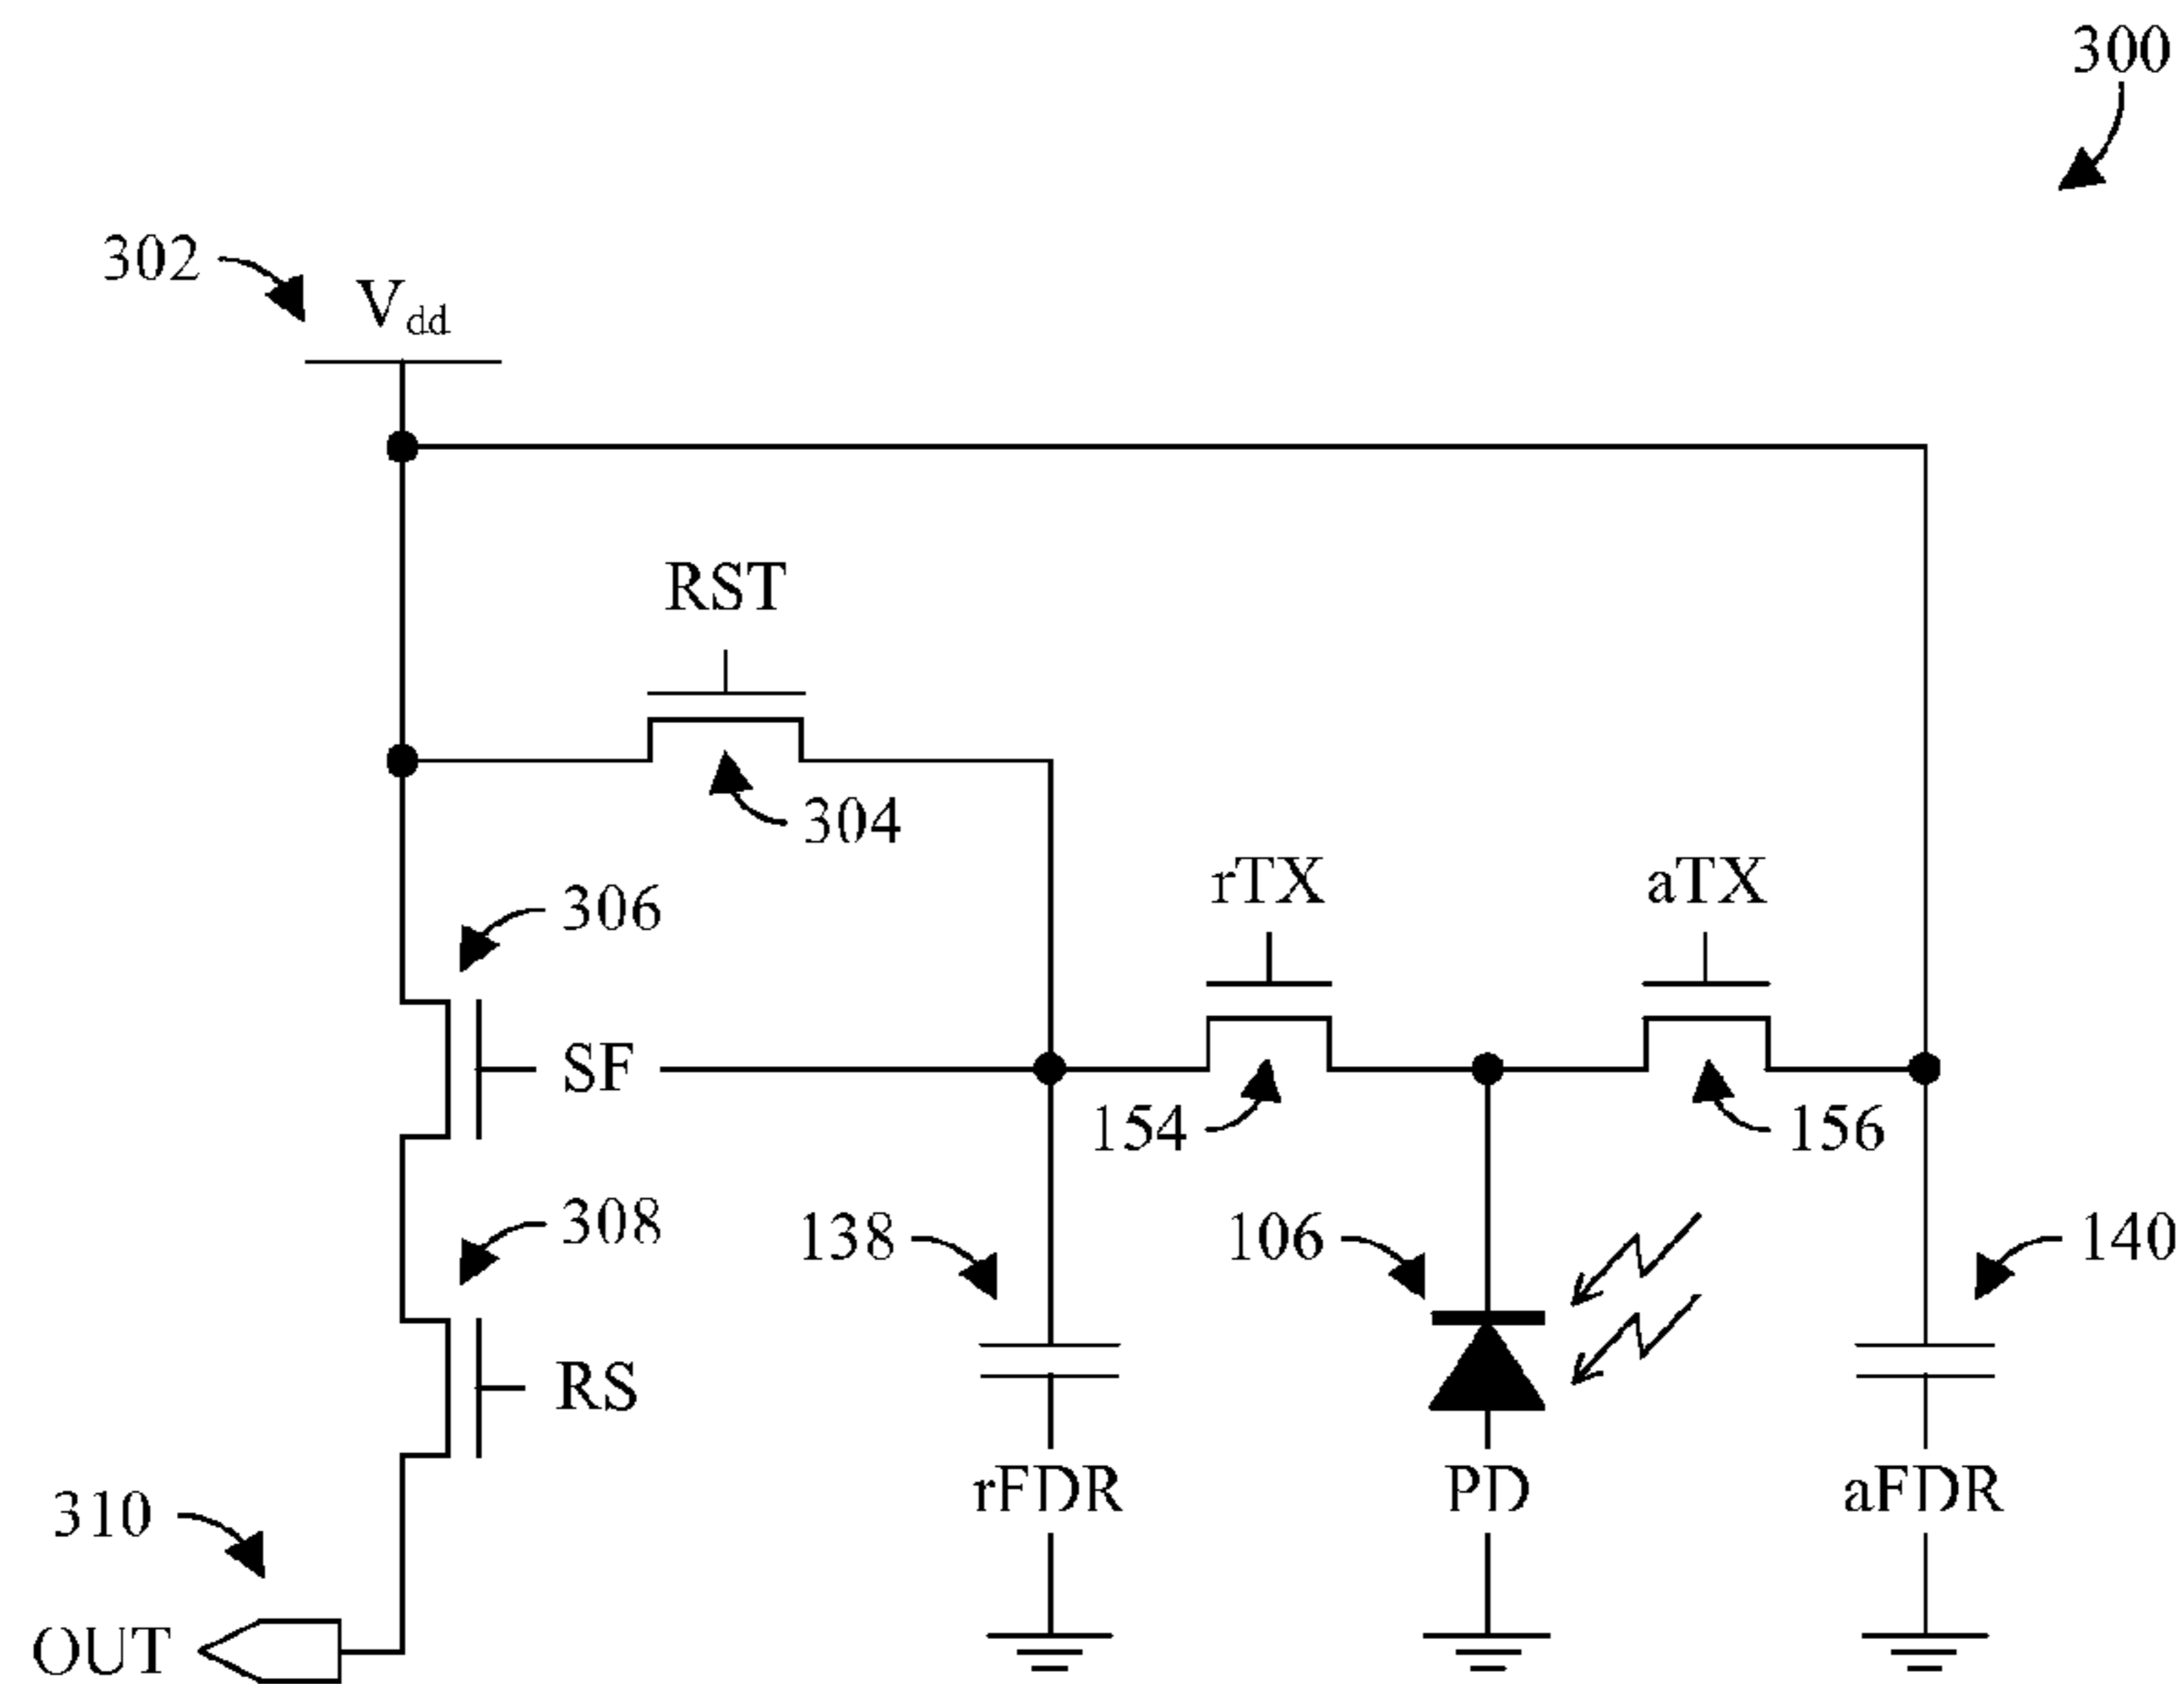 300
302
Vdd
RST
304
rTX
aTX
306
SF
154
156
308
138
106
140
RS
rFDR
PD
aFDR
310
OUT